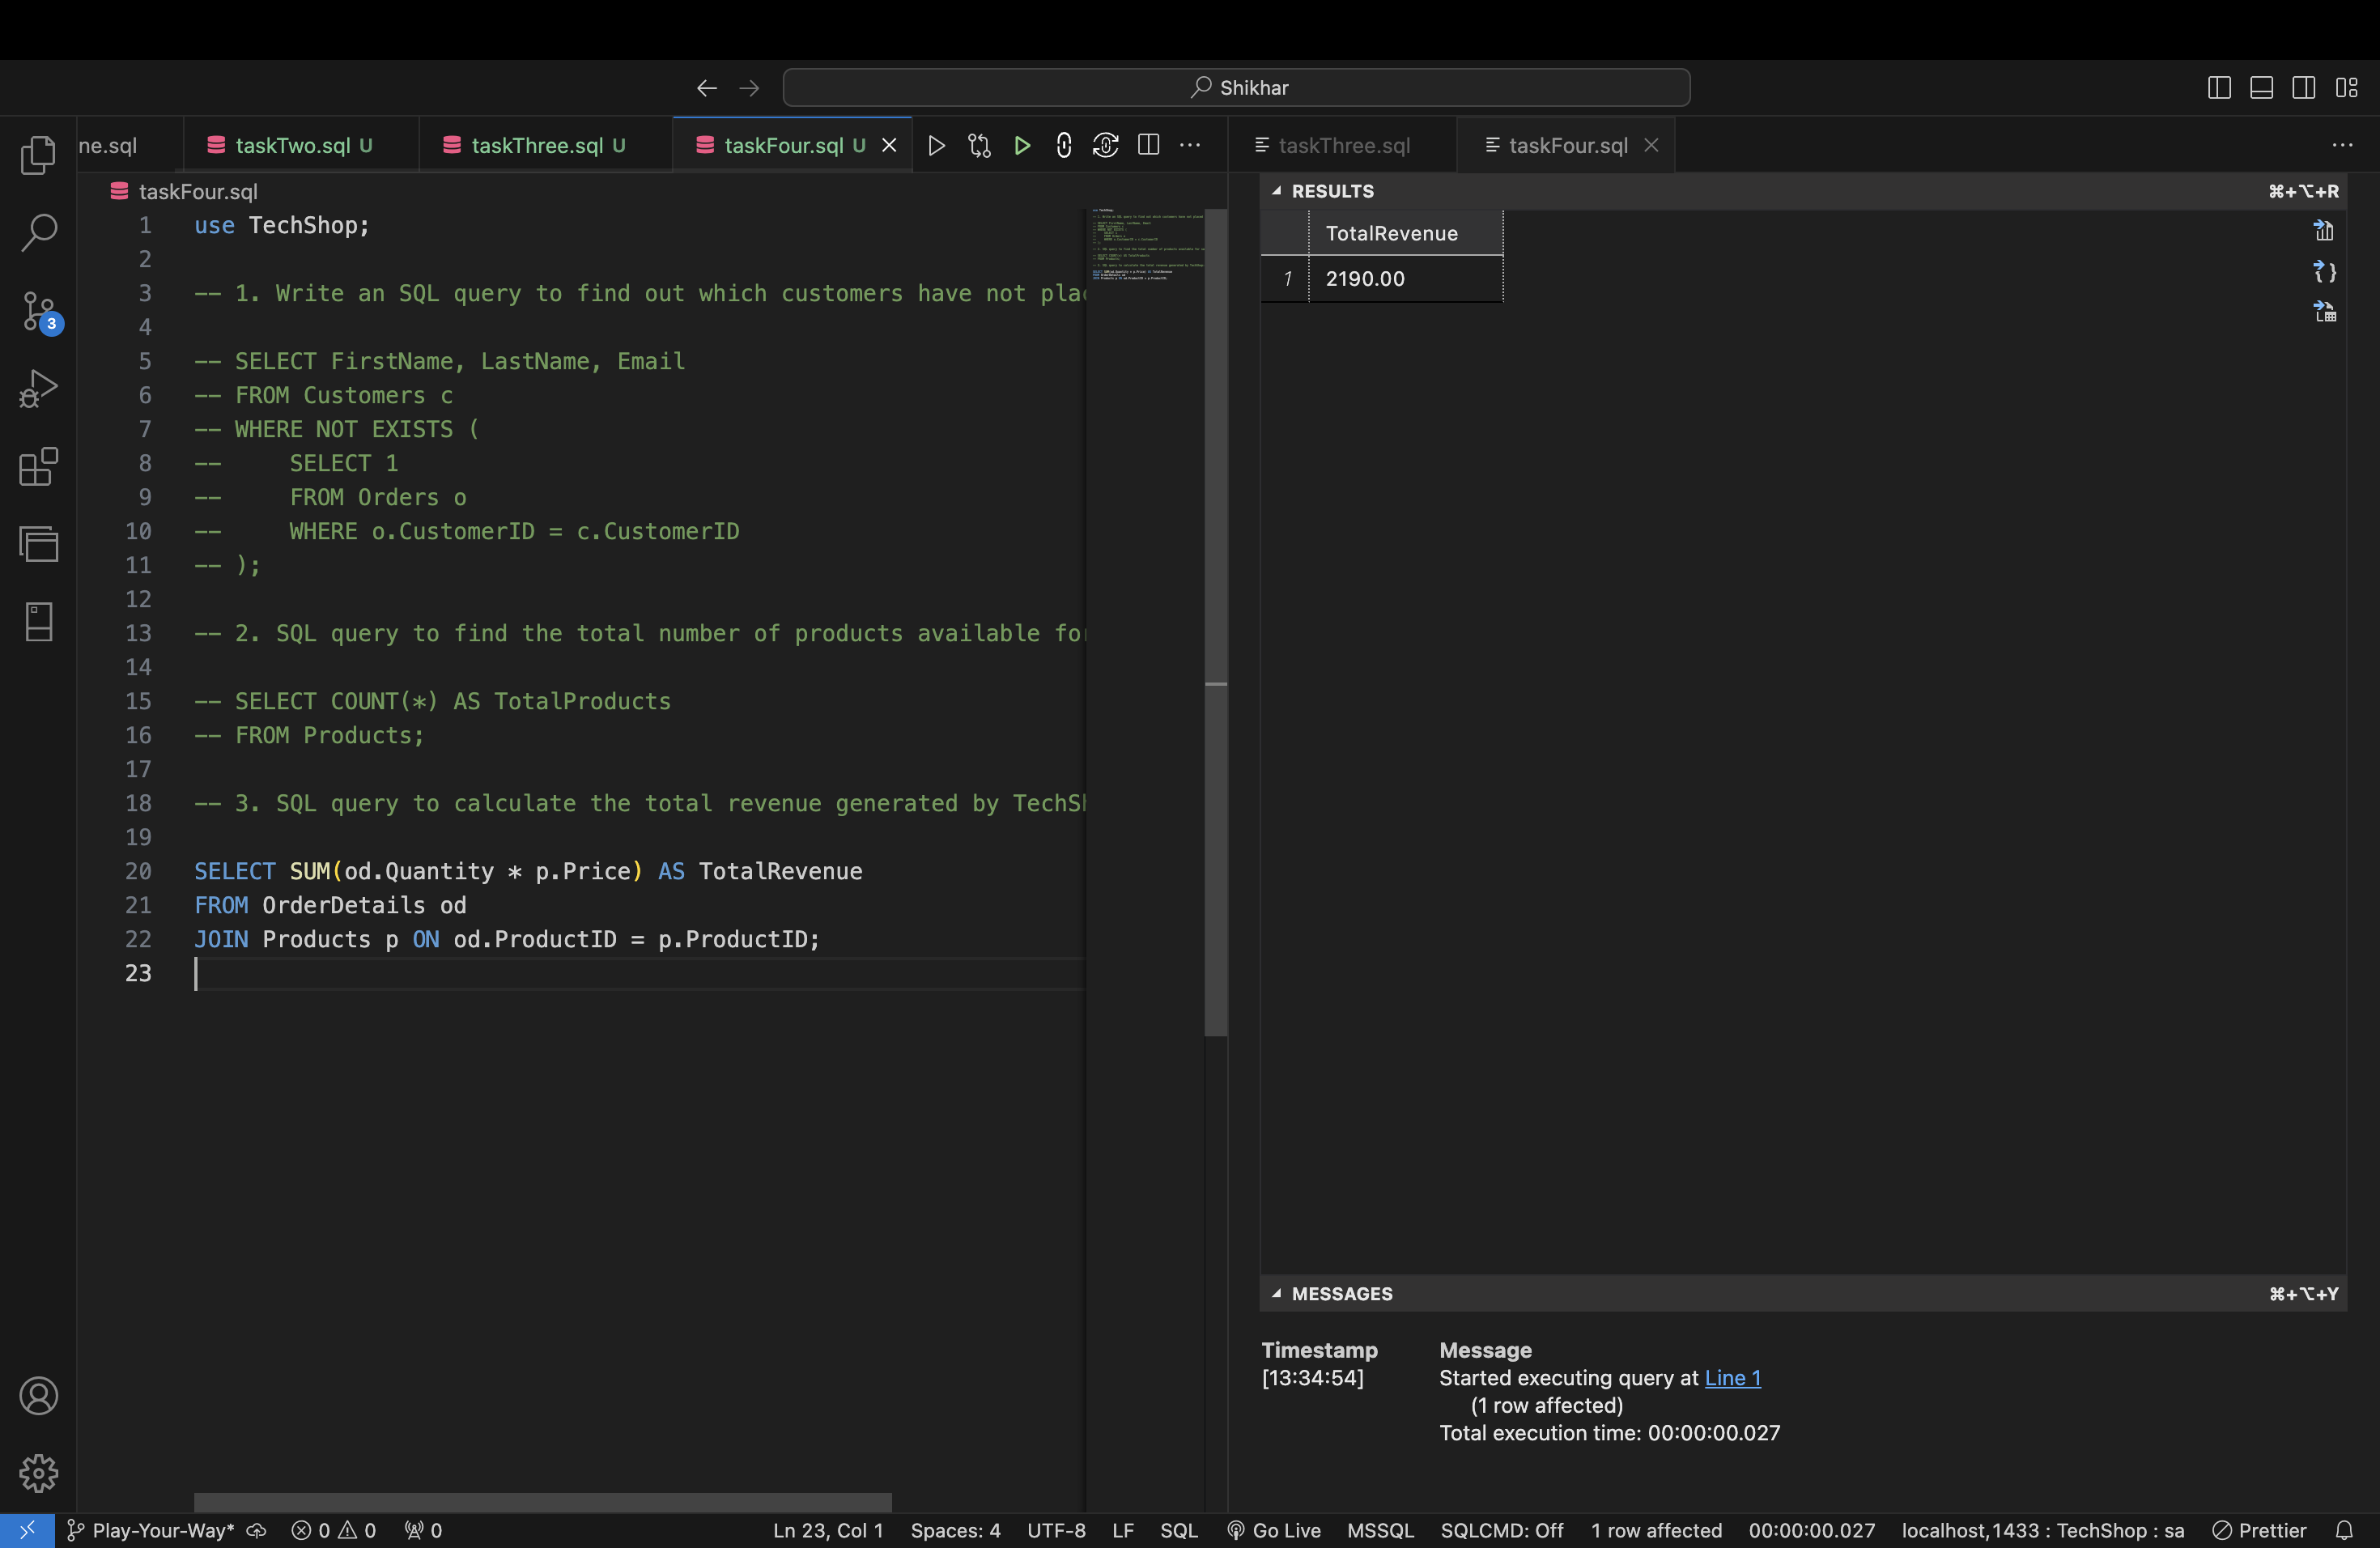 Shikhar
ne.sql
taskTwo.sql U
taskThree.sql U
taskFour.sql U
taskThree.sql
taskFour.sql
3
taskFour.sql
1 use TechShop;
2
3 -- 1. Write an SQL query to find out which customers have not
4
5 -- SELECT FirstName, LastName, Email
6 -- FROM Customers c
7 -- WHERE NOT EXISTS (
8 -- SELECT 1
9 -- FROM Orders o
10 -- WHERE o.CustomerID = c.CustomerID
11 -- );
12
13 -- 2. SQL query to find the total number of products available
14
15 -- SELECT COUNT(*) AS TotalProducts
16 -- FROM Products;
17
18 -- 3. SQL query to calculate the total revenue generated by
19
20 SELECT SUM(od.Quantity * p.Price) AS TotalRevenue
21 FROM OrderDetails od
22 JOIN Products p ON od.ProductID = p.ProductID;
23
RESULTS ⌘+⌥+R
TotalRevenue
1 2190.00
MESSAGES ⌘+⌥+Y
Timestamp Message
[13:34:54] Started executing query at Line 1
(1 row affected)
Total execution time: 00:00:00.027
Play-Your-Way* 0 0 0 Ln 23, Col 1 Spaces: 4 UTF-8 LF SQL Go Live MSSQL SQLCMD: Off 1 row affected 00:00:00.027 localhost,1433 : TechShop : sa Prettier